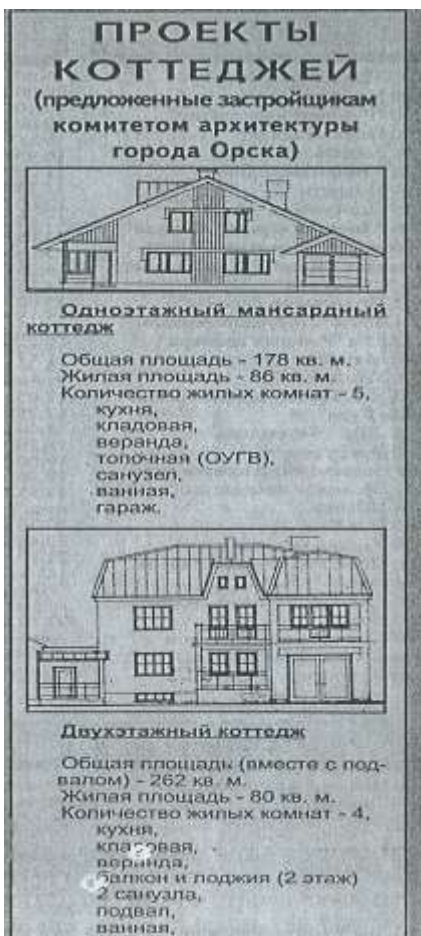 ПРОЕКТЫ
КОТТЕДЖЕЙ
(предложенные застройщикам
комитетом архитектуры
города Орска)
Одноэтажный мансардный
коттедж
Общая площадь - 178 кв. м.
Жилая площадь - 86 кв. м.
Количество жилых комнат - 5,
кухня,
кладовая,
веранда,
топочная (ОУГВ),
санузел,
ванная,
гараж.
Двухэтажный коттедж
Общая площадь (вместе с под-
валом) - 262 кв. м.
Жилая площадь - 80 кв. м.
Количество жилых комнат - 4,
кухня,
кладовая,
веранда,
балкон и лоджия (2 этаж)
2 санузла,
подвал,
ванная,